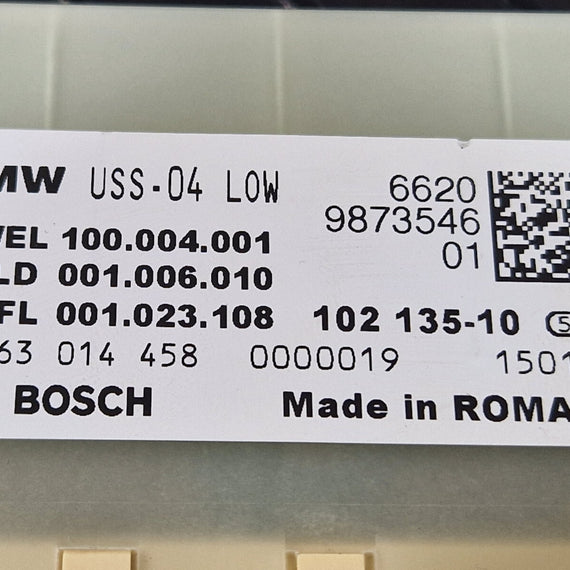 MW USS-04 LOW
6620
9873546
01
WEL 100.004.001
LD 001.006.010
FL 001.023.108 102 135-10
63 014 458 0000019 1501
BOSCH Made in ROMA